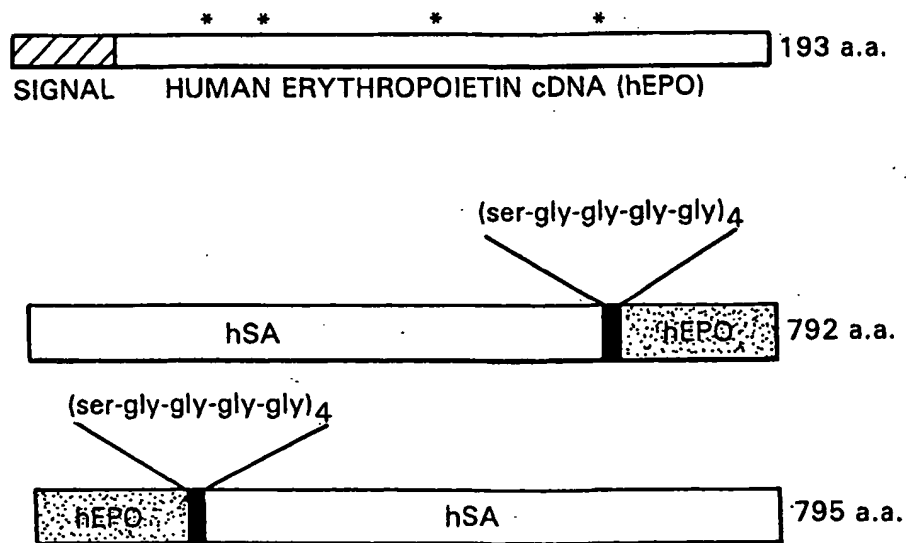 * * * *
193 a.a.
SIGNAL HUMAN ERYTHROPOIETIN cDNA (hEPO)
(ser-gly-gly-gly-gly)4
hSA hEPO 792 a.a.
(ser-gly-gly-gly-gly)4
hEPO hSA 795 a.a.